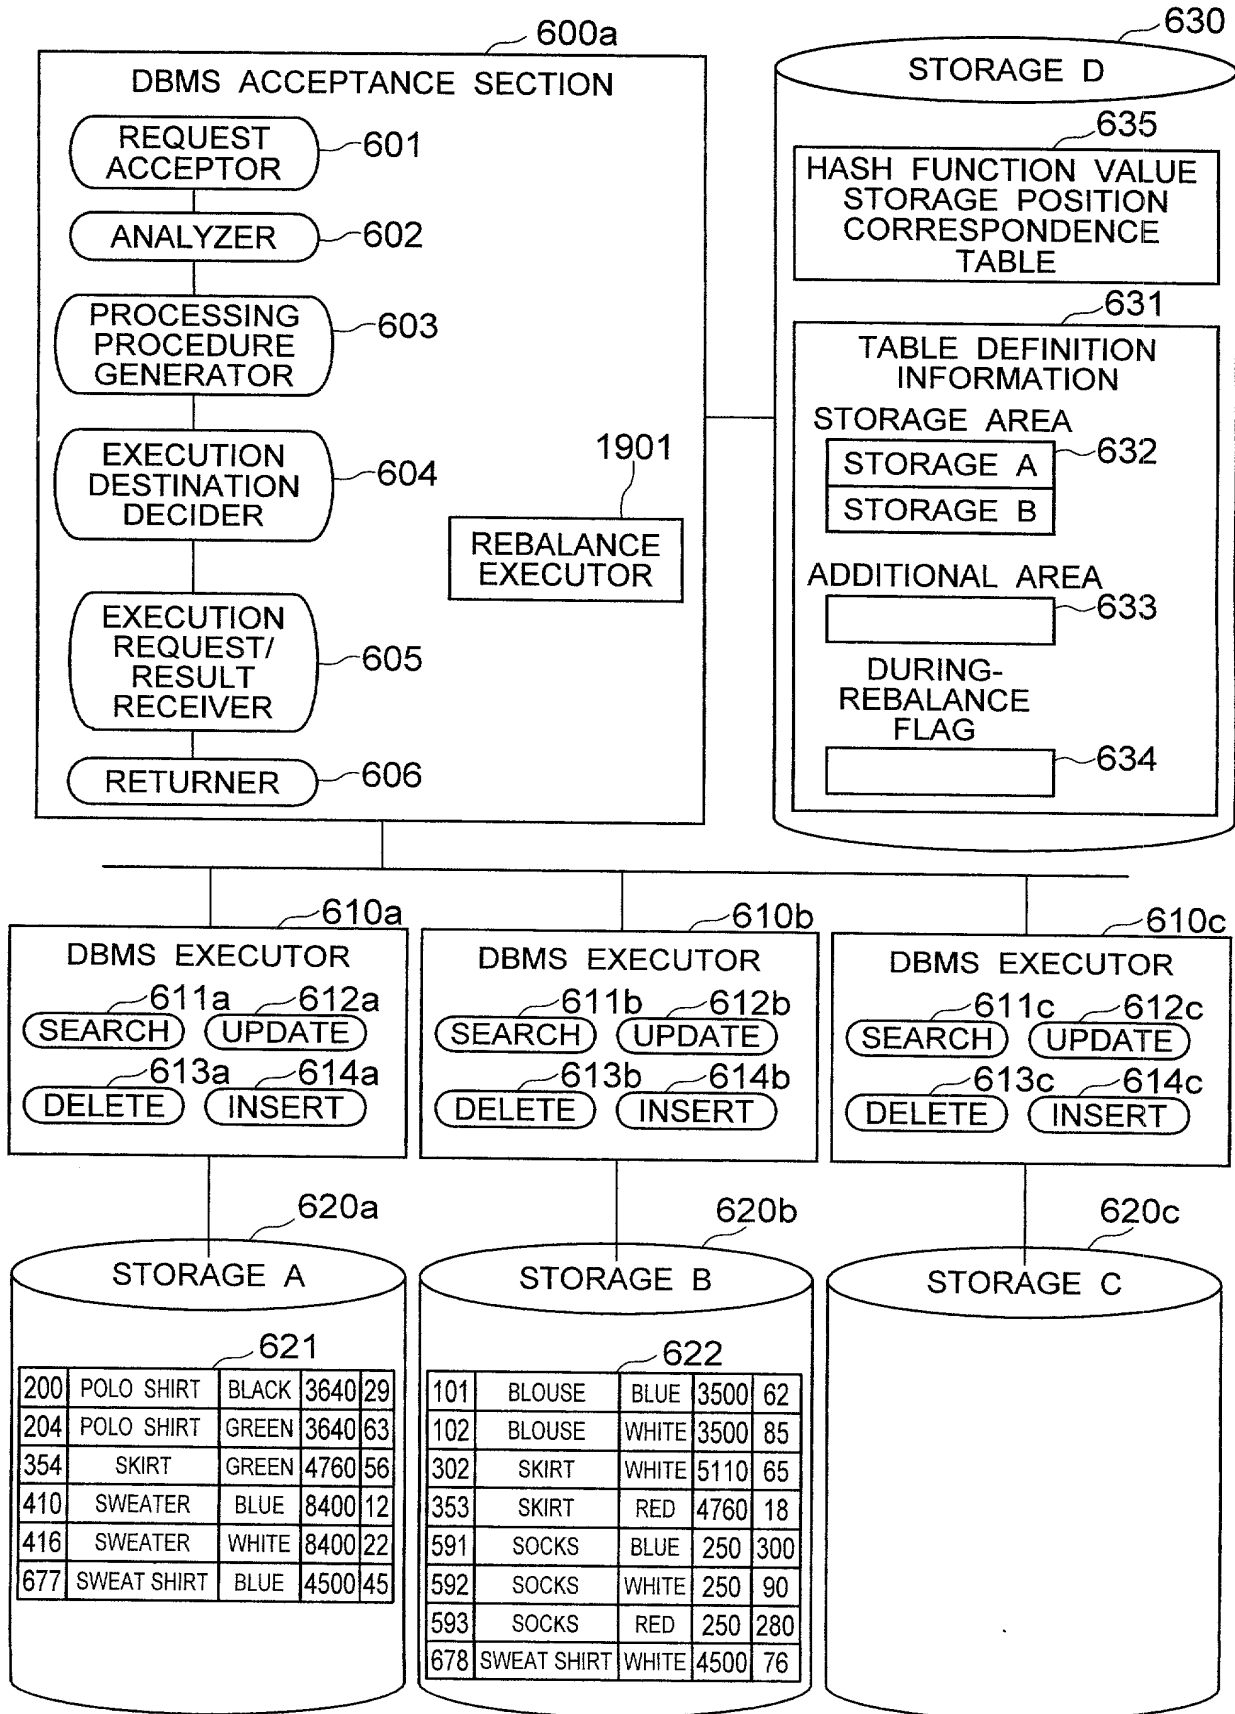 600a
DBMS ACCEPTANCE SECTION
REQUEST
ACCEPTOR
601
ANALYZER
602
PROCESSING
PROCEDURE
GENERATOR
603
EXECUTION
DESTINATION
DECIDER
604
1901
REBALANCE
EXECUTOR
EXECUTION
REQUEST/
RESULT
RECEIVER
605
RETURNER
606
630
STORAGE D
635
HASH FUNCTION VALUE
STORAGE POSITION
CORRESPONDENCE
TABLE
631
TABLE DEFINITION
INFORMATION
STORAGE AREA
STORAGE A
632
STORAGE B
ADDITIONAL AREA
633
DURING-
REBALANCE
FLAG
634
610a
DBMS EXECUTOR
611a 612a
SEARCH UPDATE
613a 614a
DELETE INSERT
610b
DBMS EXECUTOR
611b 612b
SEARCH UPDATE
613b 614b
DELETE INSERT
610c
DBMS EXECUTOR
611c 612c
SEARCH UPDATE
613c 614c
DELETE INSERT
620a
STORAGE A
621
200 POLO SHIRT BLACK 3640 29
204 POLO SHIRT GREEN 3640 63
354 SKIRT GREEN 4760 56
410 SWEATER BLUE 8400 12
416 SWEATER WHITE 8400 22
677 SWEAT SHIRT BLUE 4500 45
620b
STORAGE B
622
101 BLOUSE BLUE 3500 62
102 BLOUSE WHITE 3500 85
302 SKIRT WHITE 5110 65
353 SKIRT RED 4760 18
591 SOCKS BLUE 250 300
592 SOCKS WHITE 250 90
593 SOCKS RED 250 280
678 SWEAT SHIRT WHITE 4500 76
620c
STORAGE C